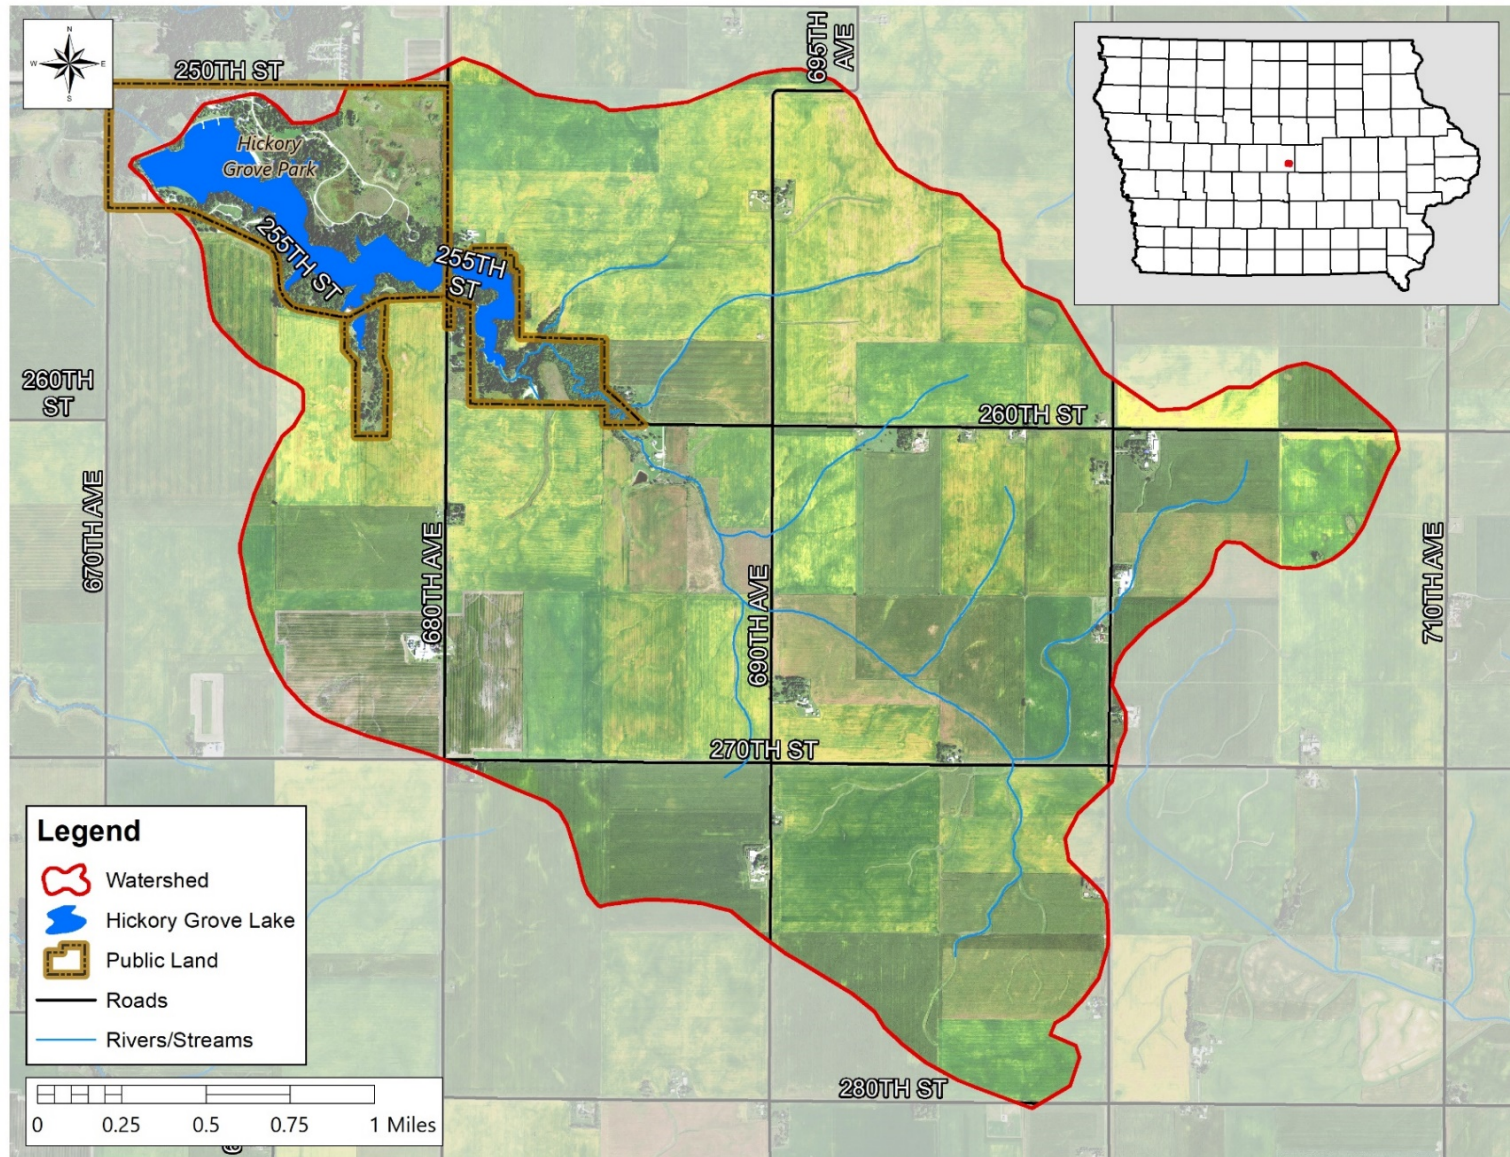 N
W
E
S
250TH ST
695TH
AVE
Hickory
Grove Park
255TH ST
255TH
ST
260TH
ST
260TH ST
670TH AVE
680TH AVE
690TH AVE
710TH AVE
270TH ST
280TH ST
Legend
Watershed
Hickory Grove Lake
Public Land
Roads
Rivers/Streams
0 0.25 0.5 0.75 1 Miles